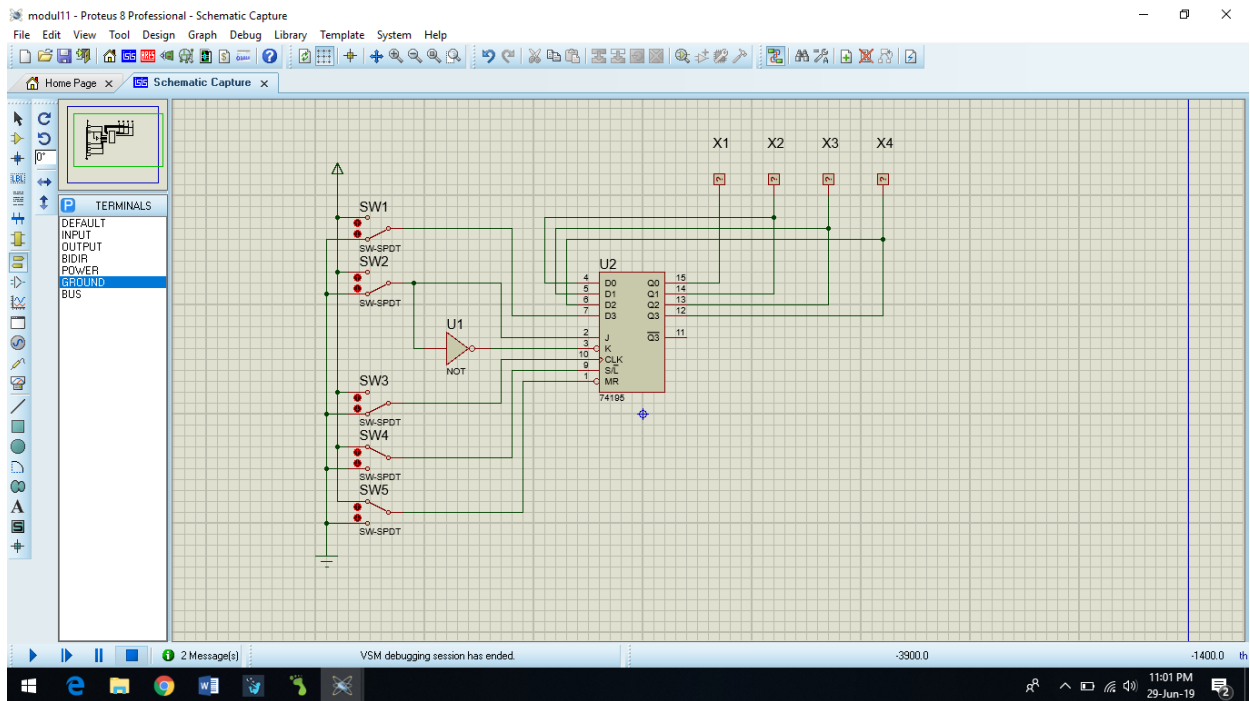 modul11 - Proteus 8 Professional - Schematic Capture
File Edit View Tool Design Graph Debug Library Template System Help
Home Page
Schematic Capture
0°
P TERMINALS
DEFAULT
INPUT
OUTPUT
BIDIR
POWER
GROUND
BUS
X1 X2 X3 X4
? ? ? ?
SW1
SW-SPDT
SW2
SW-SPDT
U1
NOT
SW3
SW-SPDT
SW4
SW-SPDT
SW5
SW-SPDT
U2
4 D0 Q0 15
5 D1 Q1 14
6 D2 Q2 13
7 D3 Q3 12
2 J Q3 11
3 K
10 CLK
9 S/L
1 MR
74195
2 Message(s)
VSM debugging session has ended.
-3900.0
-1400.0 th
11:01 PM
29-Jun-19
2